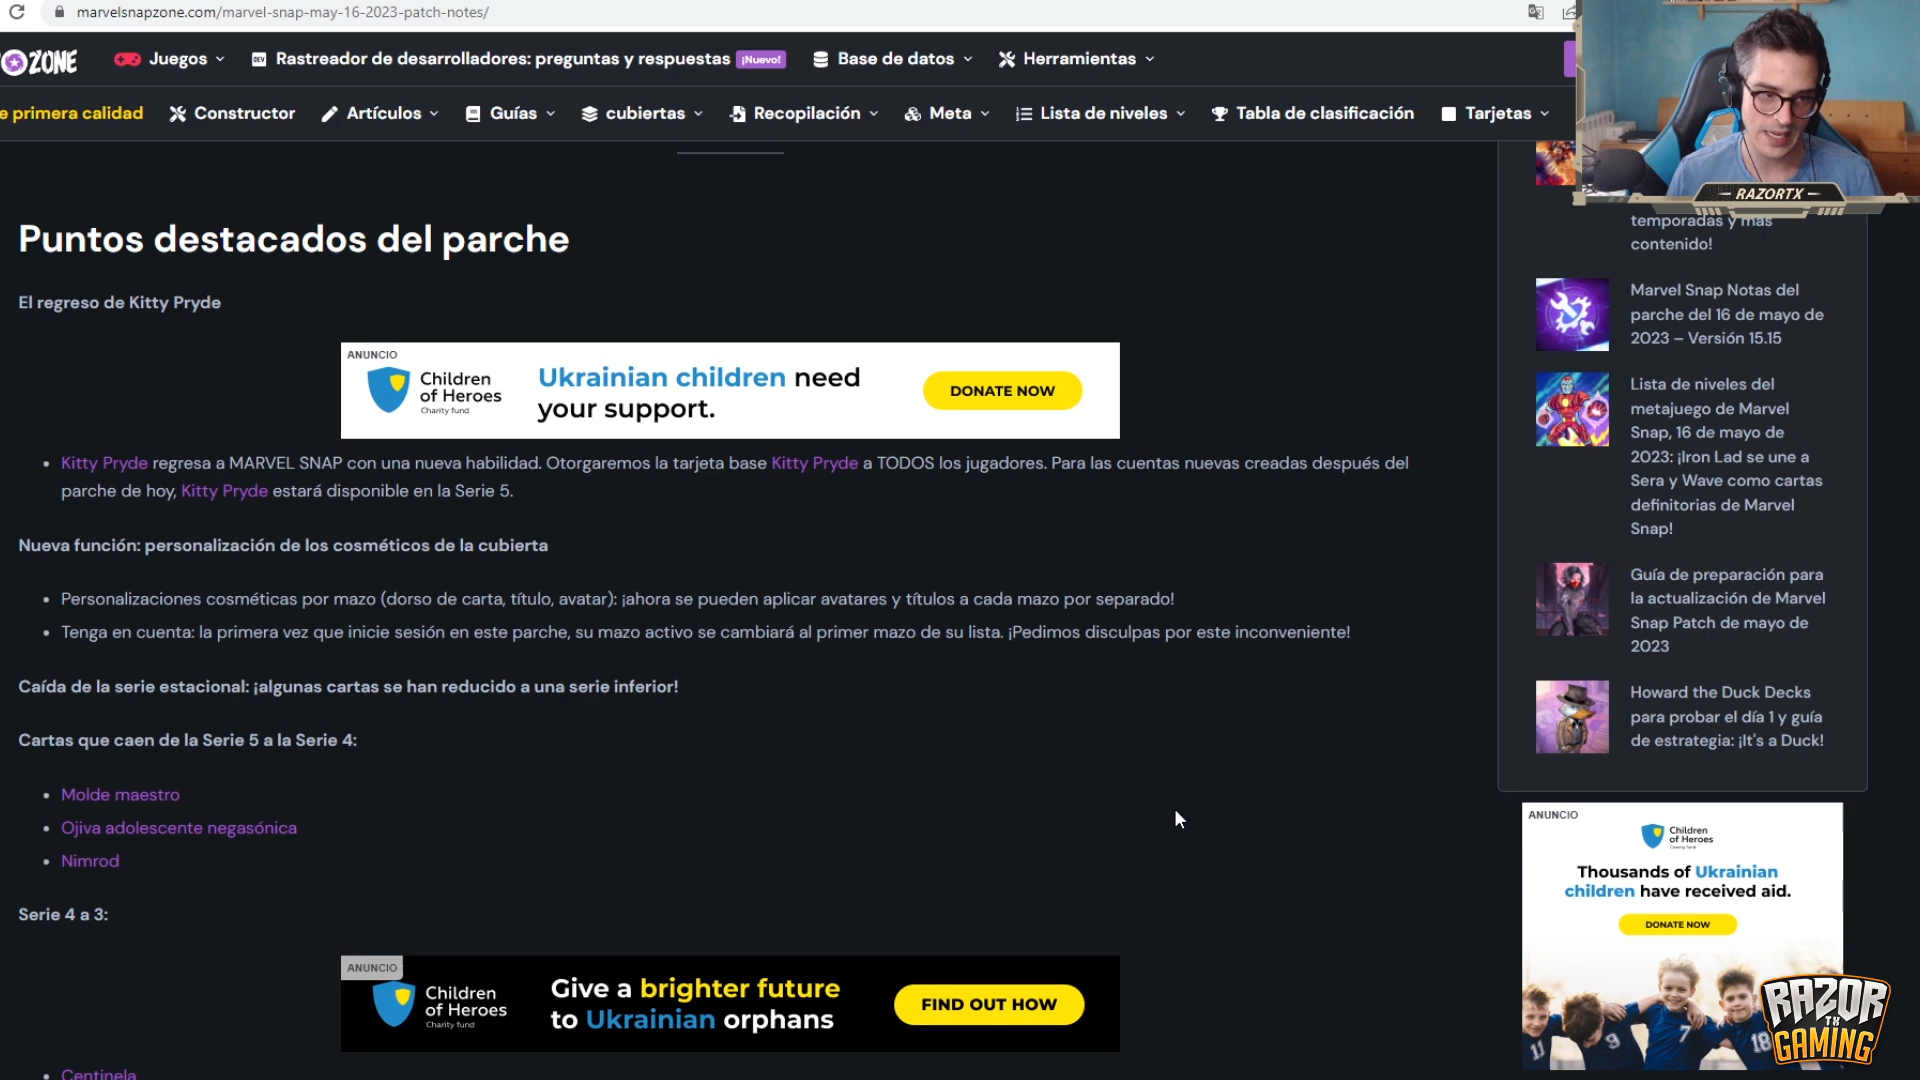 marvelsnapzone.com/marvel-snap-may-16-2023-patch-notes/
ZONE
Juegos
DEV
Rastreador de desarrolladores: preguntas y respuestas
¡Nuevo!
Base de datos
Herramientas
e primera calidad
Constructor
Artículos
Guías
cubiertas
Recopilación
Meta
Lista de niveles
Tabla de clasificación
Tarjetas
RAZORTX
Puntos destacados del parche
El regreso de Kitty Pryde
ANUNCIO
Children
of Heroes
Charity fund
Ukrainian children need
your support.
DONATE NOW
Kitty Pryde regresa a MARVEL SNAP con una nueva habilidad. Otorgaremos la tarjeta base Kitty Pryde a TODOS los jugadores. Para las cuentas nuevas creadas después del
parche de hoy, Kitty Pryde estará disponible en la Serie 5.
Nueva función: personalización de los cosméticos de la cubierta
Personalizaciones cosméticas por mazo (dorso de carta, título, avatar): ¡ahora se pueden aplicar avatares y títulos a cada mazo por separado!
Tenga en cuenta: la primera vez que inicie sesión en este parche, su mazo activo se cambiará al primer mazo de su lista. ¡Pedimos disculpas por este inconveniente!
Caída de la serie estacional: ¡algunas cartas se han reducido a una serie inferior!
Cartas que caen de la Serie 5 a la Serie 4:
Molde maestro
Ojiva adolescente negasónica
Nimrod
Serie 4 a 3:
ANUNCIO
Children
of Heroes
Charity fund
Give a brighter future
to Ukrainian orphans
FIND OUT HOW
Centinela
temporadas y más
contenido!
Marvel Snap Notas del
parche del 16 de mayo de
2023 – Versión 15.15
Lista de niveles del
metajuego de Marvel
Snap, 16 de mayo de
2023: ¡Iron Lad se une a
Sera y Wave como cartas
definitorias de Marvel
Snap!
Guía de preparación para
la actualización de Marvel
Snap Patch de mayo de
2023
Howard the Duck Decks
para probar el día 1 y guía
de estrategia: ¡It's a Duck!
ANUNCIO
Children
of Heroes
Charity fund
Thousands of Ukrainian
children have received aid.
DONATE NOW
11
9
7
18
RAZOR
TX
GAMING